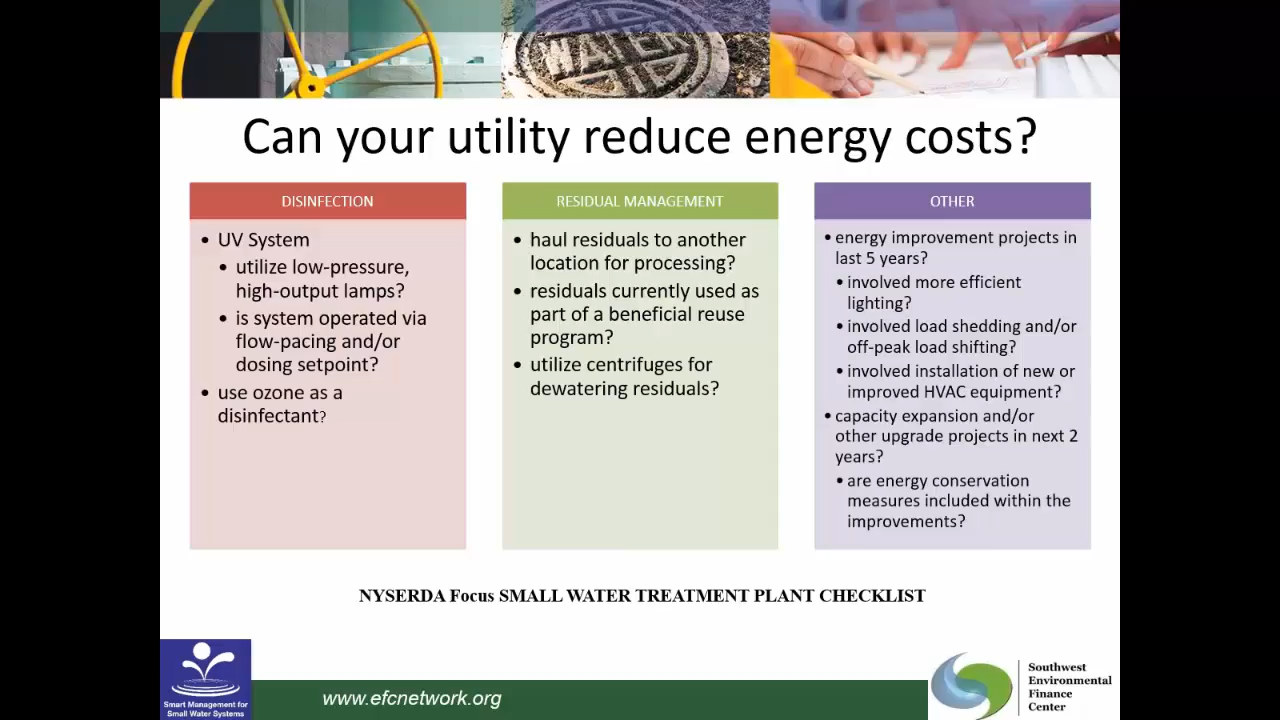 WATER
Can your utility reduce energy costs?
DISINFECTION
• UV System
• utilize low-pressure,
high-output lamps?
• is system operated via
flow-pacing and/or
dosing setpoint?
• use ozone as a
disinfectant?
RESIDUAL MANAGEMENT
• haul residuals to another
location for processing?
• residuals currently used as
part of a beneficial reuse
program?
• utilize centrifuges for
dewatering residuals?
OTHER
• energy improvement projects in
last 5 years?
• involved more efficient
lighting?
• involved load shedding and/or
off-peak load shifting?
• involved installation of new or
improved HVAC equipment?
• capacity expansion and/or
other upgrade projects in next 2
years?
• are energy conservation
measures included within the
improvements?
NYSERDA Focus SMALL WATER TREATMENT PLANT CHECKLIST
Smart Management for
Small Water Systems
www.efcnetwork.org
Southwest
Environmental
Finance
Center